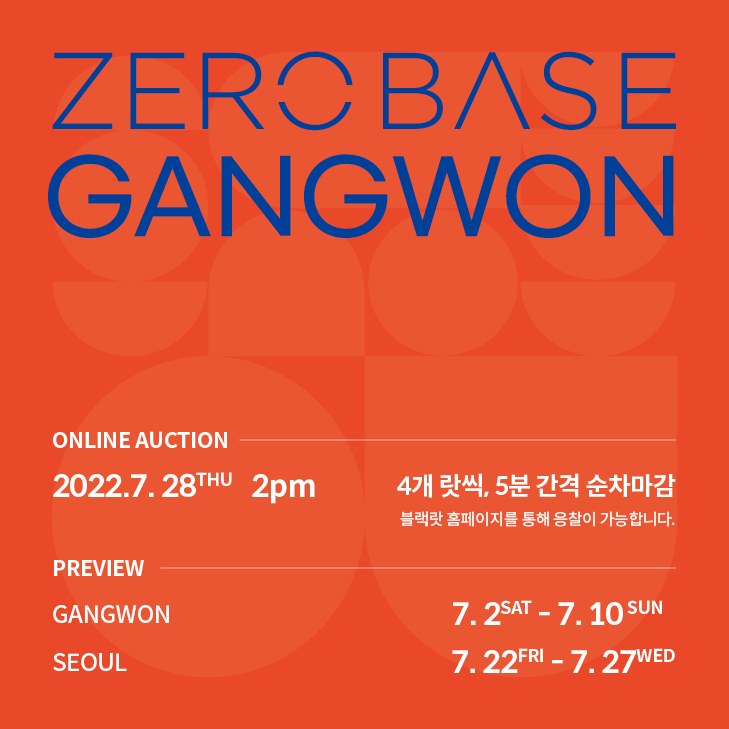 ZEROBASE
GANGWON
ONLINE AUCTION
2022.7. 28THU 2pm
4개 랏씩, 5분 간격 순차마감
블랙랏 홈페이지를 통해 응찰이 가능합니다.
PREVIEW
GANGWON 7. 2SAT - 7. 10 SUN
SEOUL 7. 22FRI - 7. 27WED